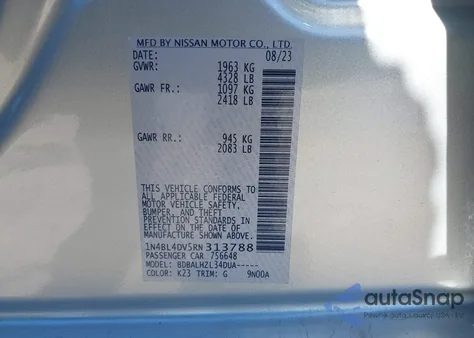 MFD BY NISSAN MOTOR CO., LTD.
DATE: 08/23
GVWR: 1963 KG
4328 LB
GAWR FR.: 1097 KG
2418 LB
GAWR RR.: 945 KG
2083 LB
THIS VEHICLE CONFORMS TO
ALL APPLICABLE FEDERAL
MOTOR VEHICLE SAFETY,
BUMPER, AND THEFT
PREVENTION STANDARDS IN
EFFECT ON THE DATE OF
MANUFACTURE SHOWN ABOVE.
1N4BL4DV5RN313788
PASSENGER CAR 756648
MODEL: BDBALHZL34DUA-----
COLOR: K23 TRIM: G 9N00A
autaSnap